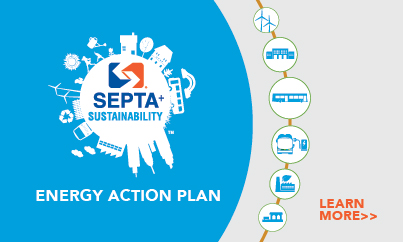 SEPTA+
SUSTAINABILITY
TM
ENERGY ACTION PLAN
LEARN
MORE>>